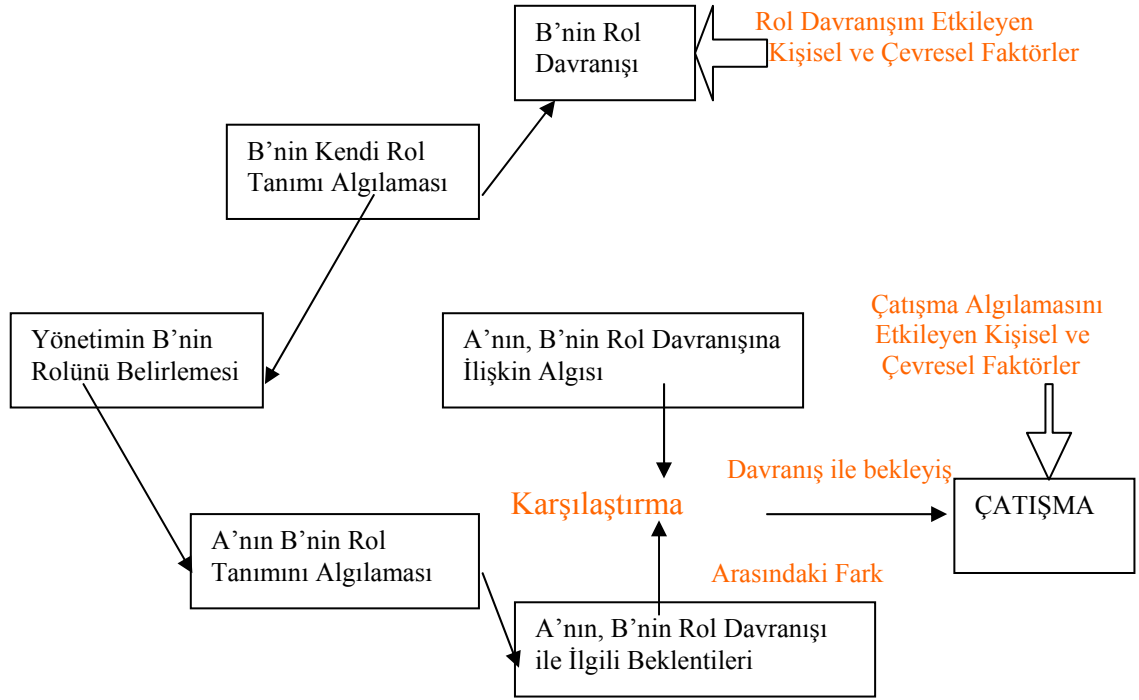 B’nin Rol
Davranışı
Rol Davranışını Etkileyen
Kişisel ve Çevresel Faktörler
B’nin Kendi Rol
Tanımı Algılaması
Yönetimin B’nin
Rolünü Belirlemesi
A’nın, B’nin Rol Davranışına
İlişkin Algısı
Çatışma Algılamasını
Etkileyen Kişisel ve
Çevresel Faktörler
Karşılaştırma
Davranış ile bekleyiş
Arasındaki Fark
ÇATIŞMA
A’nın B’nin Rol
Tanımını Algılaması
A’nın, B’nin Rol Davranışı
ile İlgili Beklentileri